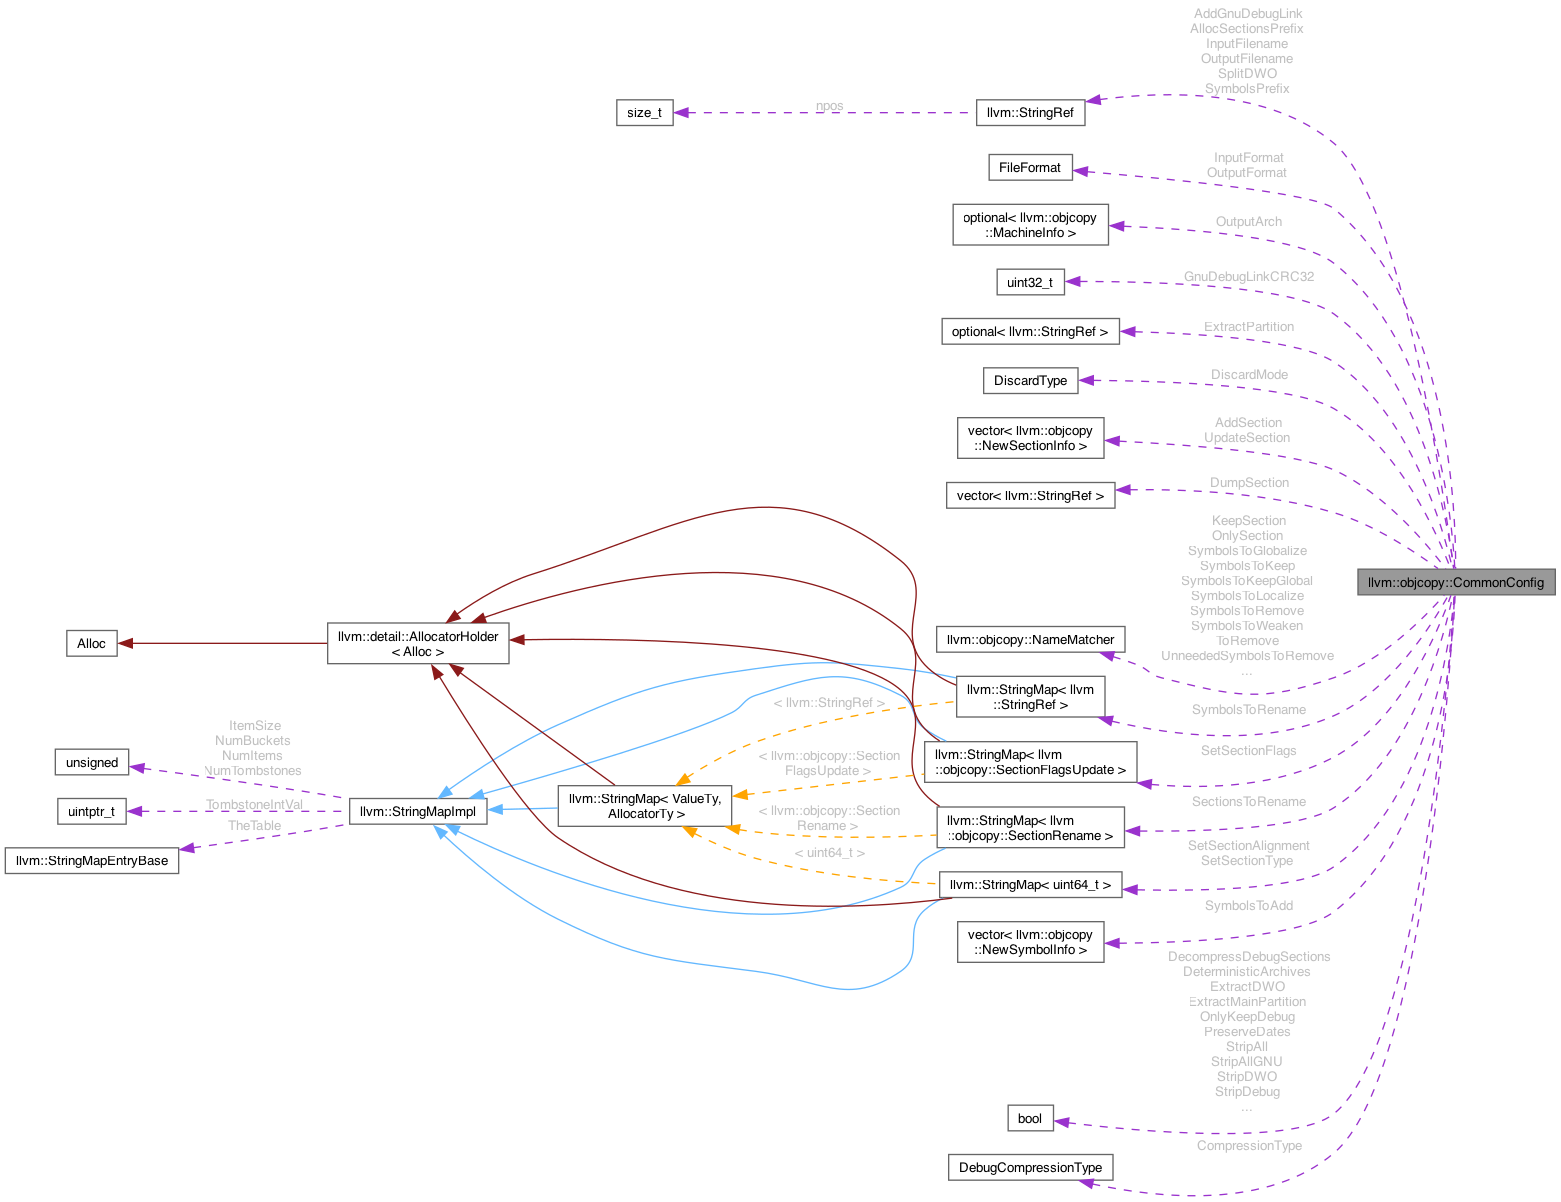 AddGnuDebugLink
AllocSectionsPrefix
InputFilename
OutputFilename
SplitDWO
SymbolsPrefix
size_t
npos
llvm::StringRef
FileFormat
InputFormat
OutputFormat
optional< llvm::objcopy
::MachineInfo >
OutputArch
uint32_t
GnuDebugLinkCRC32
optional< llvm::StringRef >
ExtractPartition
DiscardType
DiscardMode
vector< llvm::objcopy
::NewSectionInfo >
AddSection
UpdateSection
vector< llvm::StringRef >
DumpSection
KeepSection
OnlySection
SymbolsToGlobalize
SymbolsToKeep
SymbolsToKeepGlobal
SymbolsToLocalize
SymbolsToRemove
SymbolsToWeaken
ToRemove
UnneededSymbolsToRemove
...
llvm::objcopy::CommonConfig
llvm::objcopy::NameMatcher
Alloc
llvm::detail::AllocatorHolder
< Alloc >
llvm::StringMap< llvm
::StringRef >
SymbolsToRename
< llvm::StringRef >
llvm::StringMap< llvm
::objcopy::SectionFlagsUpdate >
SetSectionFlags
< llvm::objcopy::Section
FlagsUpdate >
ItemSize
NumBuckets
NumItems
NumTombstones
unsigned
uintptr_t
TombstoneIntVal
TheTable
llvm::StringMapEntryBase
llvm::StringMapImpl
llvm::StringMap< ValueTy,
AllocatorTy >
< llvm::objcopy::Section
Rename >
llvm::StringMap< llvm
::objcopy::SectionRename >
SectionsToRename
< uint64_t >
llvm::StringMap< uint64_t >
SetSectionAlignment
SetSectionType
vector< llvm::objcopy
::NewSymbolInfo >
SymbolsToAdd
DecompressDebugSections
DeterministicArchives
ExtractDWO
ExtractMainPartition
OnlyKeepDebug
PreserveDates
StripAll
StripAllGNU
StripDWO
StripDebug
...
bool
DebugCompressionType
CompressionType